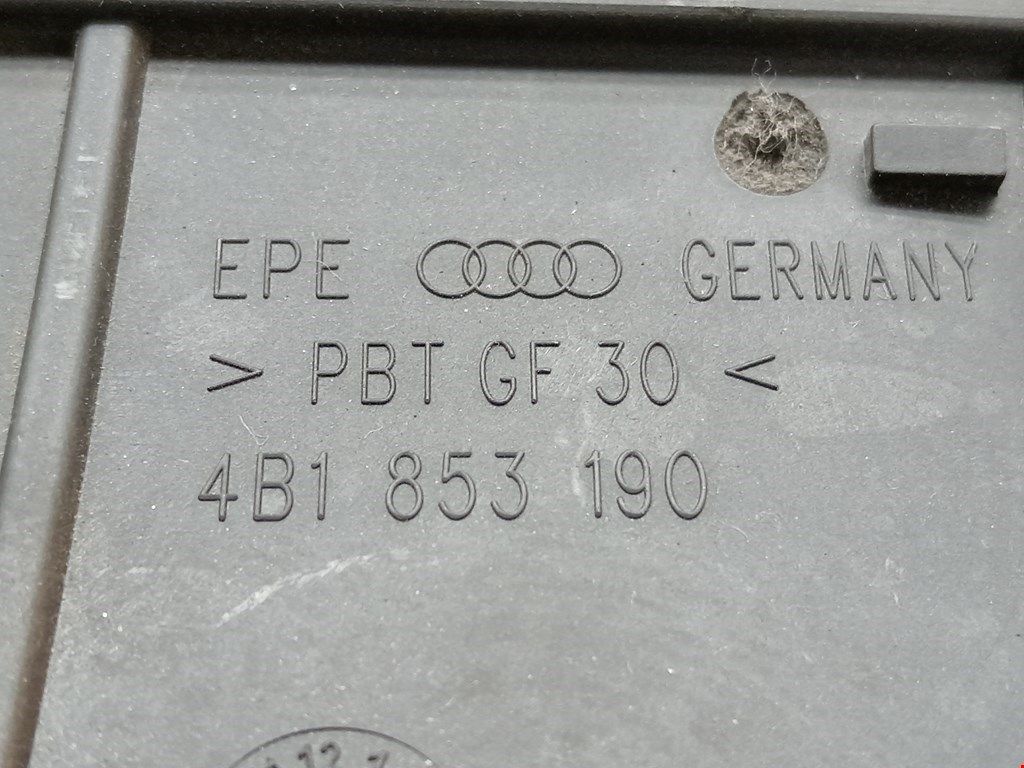 EPE GERMANY
> PBT GF 30 <
4B1 853 190